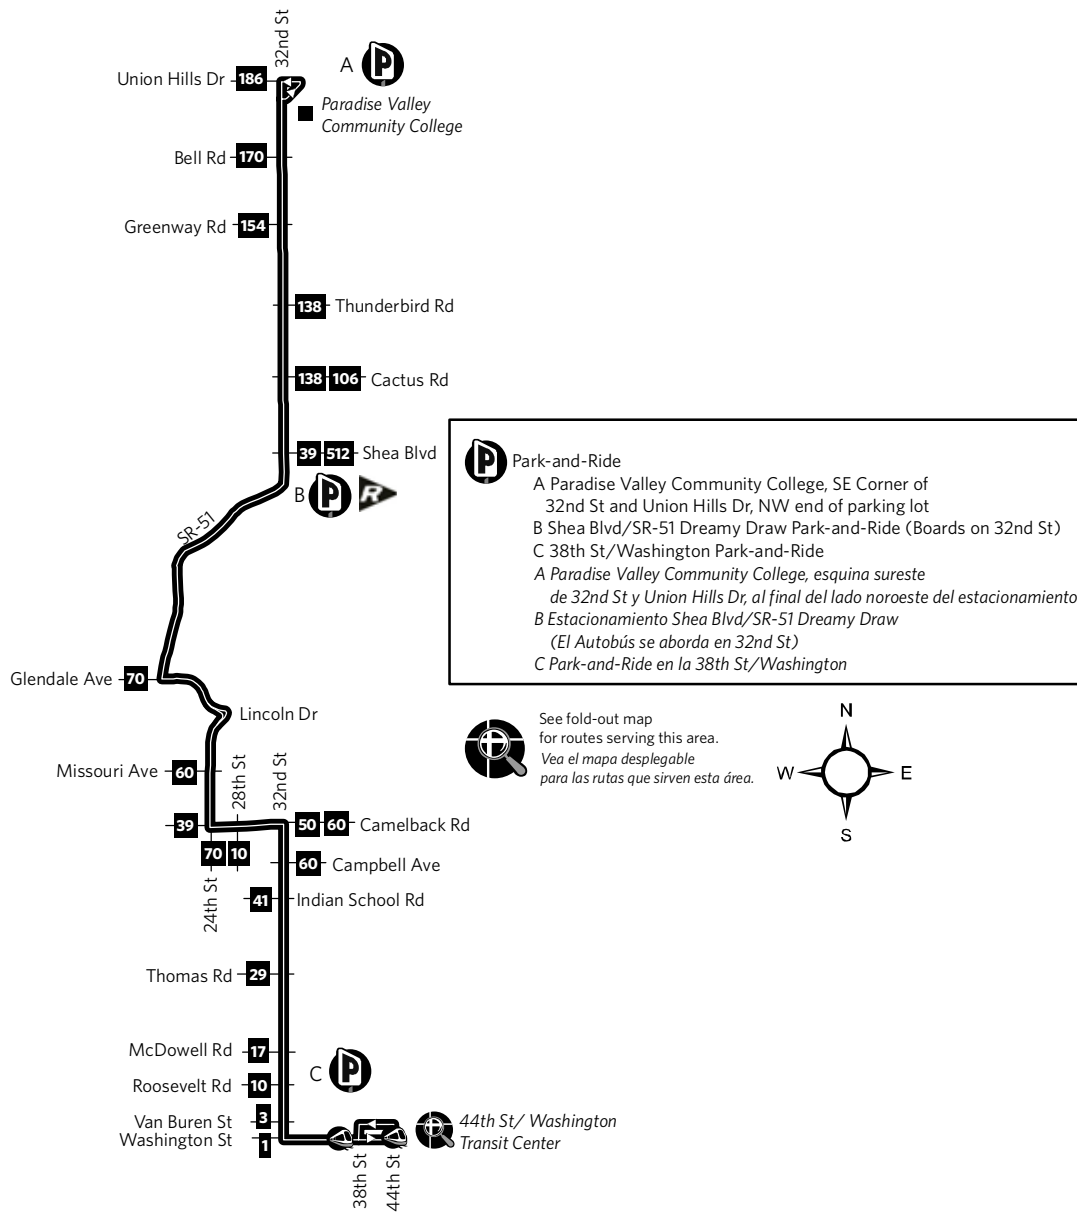 32nd St
A P
Union Hills Dr 186
Paradise Valley
Community College
Bell Rd 170
Greenway Rd 154
138 Thunderbird Rd
138 106 Cactus Rd
39 512 Shea Blvd
B P R
SR-51
P Park-and-Ride
A Paradise Valley Community College, SE Corner of
32nd St and Union Hills Dr, NW end of parking lot
B Shea Blvd/SR-51 Dreamy Draw Park-and-Ride (Boards on 32nd St)
C 38th St/Washington Park-and-Ride
A Paradise Valley Community College, esquina sureste
de 32nd St y Union Hills Dr, al final del lado noroeste del estacionamiento
B Estacionamiento Shea Blvd/SR-51 Dreamy Draw
(El Autobús se aborda en 32nd St)
C Park-and-Ride en la 38th St/Washington
Glendale Ave 70
Lincoln Dr
See fold-out map
for routes serving this area.
Vea el mapa desplegable
para las rutas que sirven esta área.
N
W E
S
Missouri Ave 60
28th St
32nd St
39
50 60 Camelback Rd
70 10
24th St
60 Campbell Ave
41 Indian School Rd
Thomas Rd 29
McDowell Rd 17
C P
Roosevelt Rd 10
Van Buren St 3
Washington St 1
44th St/ Washington
Transit Center
38th St
44th St